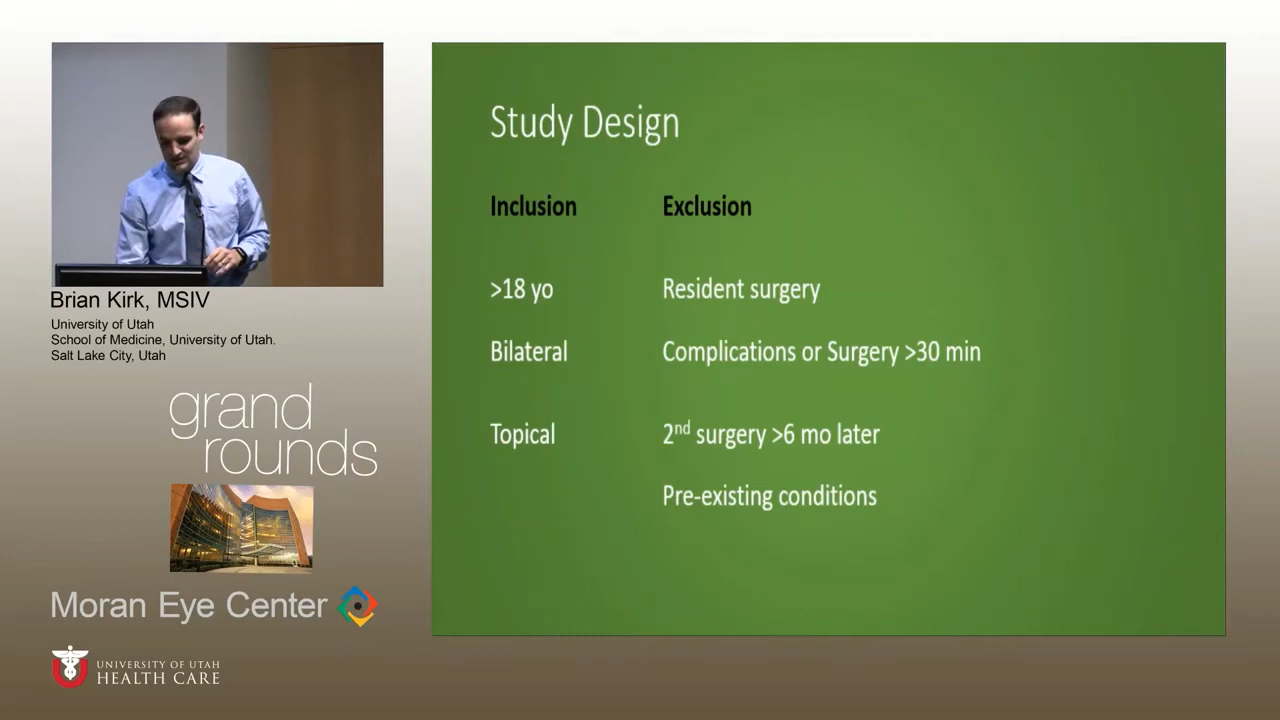 Study Design
Inclusion Exclusion
>18 yo Resident surgery
Bilateral Complications or Surgery >30 min
Topical 2nd surgery >6 mo later
Pre-existing conditions
Brian Kirk, MSIV
University of Utah
School of Medicine, University of Utah.
Salt Lake City, Utah
grand
rounds
Moran Eye Center
UNIVERSITY OF UTAH
HEALTH CARE